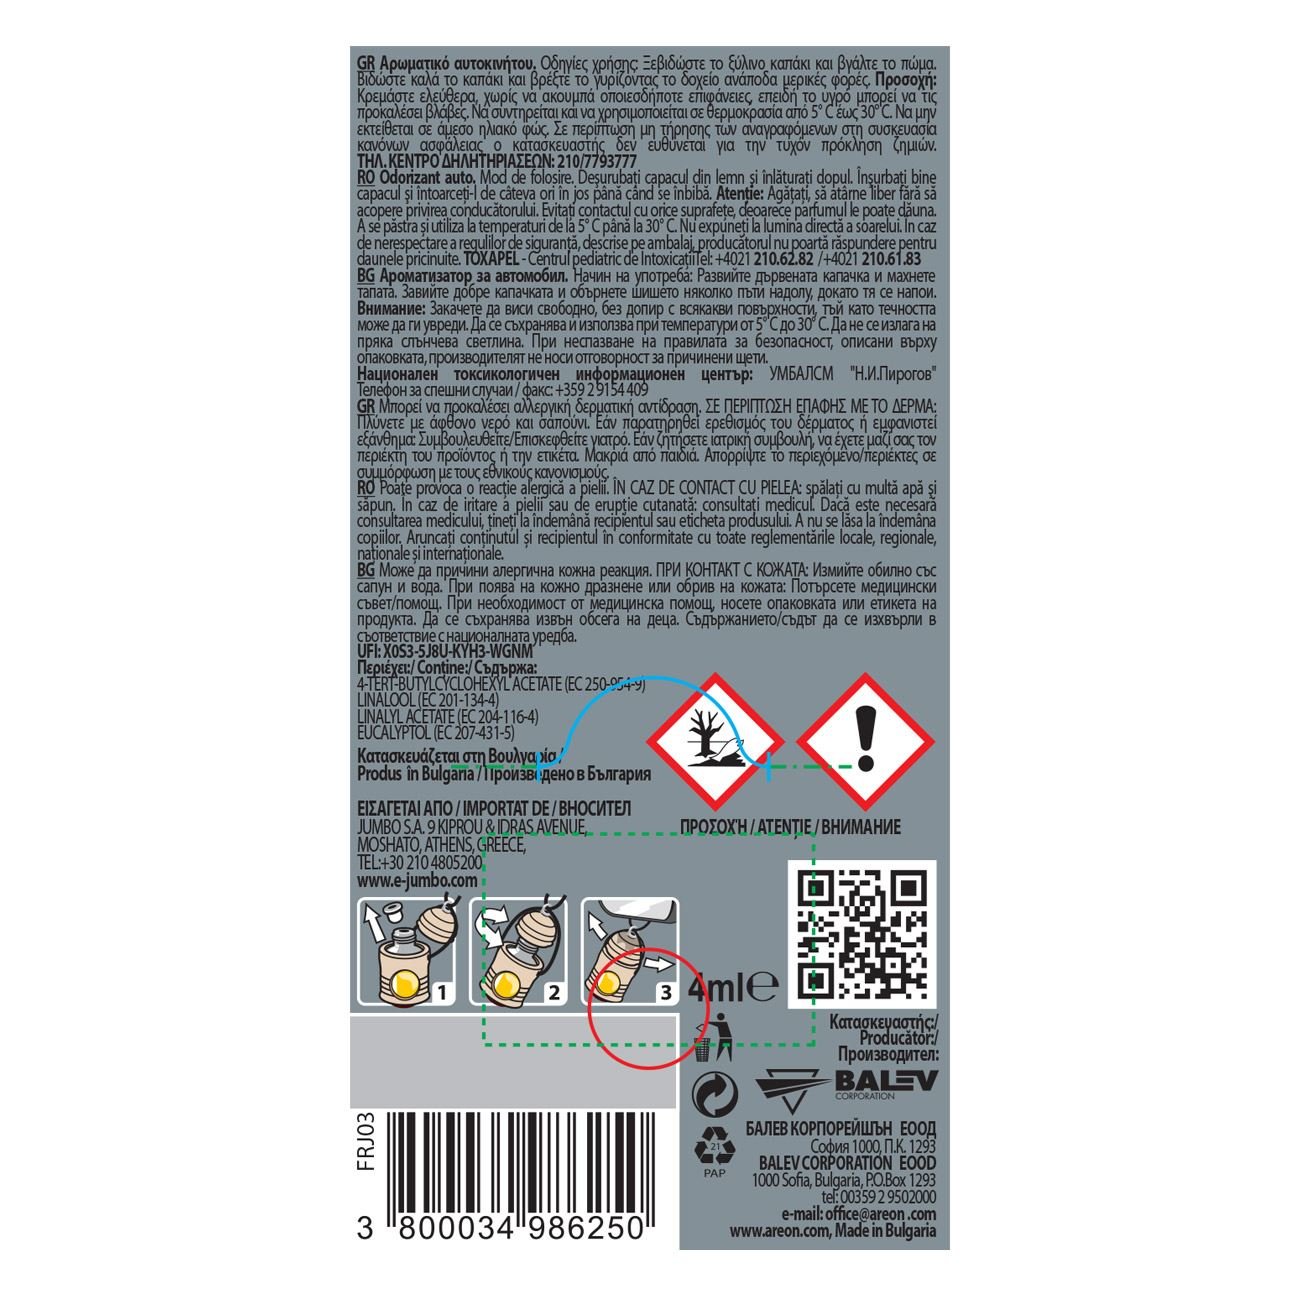 GR Αρωματικό αυτοκινήτου. Οδηγίες χρήσης: Ξεβιδώστε το ξύλινο καπάκι και βγάλτε το πώμα.
Βιδώστε καλά το καπάκι και βρέξτε το γυρίζοντας το δοχείο ανάποδα μερικές φορές. Προσοχή:
Κρεμάστε ελεύθερα, χωρίς να ακουμπά οποιεσδήποτε επιφάνειες, επειδή το υγρό μπορεί να τις
προκαλέσει βλάβες. Να συντηρείται και να χρησιμοποιείται σε θερμοκρασία από 5° C έως 30° C. Να μην
εκτείθεται σε άμεσο ηλιακό φώς. Σε περίπτωση μη τήρησης των αναγραφόμενων στη συσκευασία
κανόνων ασφάλειας ο κατασκευαστής δεν ευθύνεται για την τυχόν πρόκληση ζημιών.
ΤΗΛ. ΚΕΝΤΡΟ ΔΗΛΗΤΗΡΙΑΣΕΩΝ: 210/7793777
RO Odorizant auto. Mod de folosire. Deșurubați capacul din lemn și înlăturați dopul. Înșurbați bine
capacul și întoarceți-l de câteva ori în jos până când se înbibă. Atenție: Agățați, să atârne liber fără să
acopere privirea conducătorului. Evitați contactul cu orice suprafețe, deoarece parfumul le poate dăuna.
A se păstra și utiliza la temperaturi de la 5° C până la 30° C. Nu expuneți la lumina directă a soarelui. In caz
de nerespectare a regulilor de siguranță, descrise pe ambalaj, producătorul nu poartă răspundere pentru
daunele pricinuite. TOXAPEL - Centrul pediatric de Intoxicații Tel: +4021 210.62.82 /+4021 210.61.83
BG Ароматизатор за автомобил. Начин на употреба: Развийте дървената капачка и махнете
тапата. Завийте добре капачката и обърнете шишето няколко пъти надолу, докато тя се напои.
Внимание: Закачете да виси свободно, без допир с всякакви повърхности, тъй като течността
може да ги увреди. Да се съхранява и използва при температури от 5° C до 30° C. Да не се излага на
пряка слънчева светлина. При неспазване на правилата за безопасност, описани върху
опаковката, производителят не носи отговорност за причинени щети.
Национален токсикологичен информационен център: УМБАЛСМ "Н.И.Пирогов"
Телефон за спешни случаи / факс: +359 2 9154 409
GR Μπορεί να προκαλέσει αλλεργική δερματική αντίδραση. ΣΕ ΠΕΡΙΠΤΩΣΗ ΕΠΑΦΗΣ ΜΕ ΤΟ ΔΕΡΜΑ:
Πλύνετε με άφθονο νερό και σαπούνι. Εάν παρατηρηθεί ερεθισμός του δέρματος ή εμφανιστεί
εξάνθημα: Συμβουλευθείτε/Επισκεφθείτε γιατρό. Εάν ζητήσετε ιατρική συμβουλή, να έχετε μαζί σας τον
περιέκτη του προϊόντος ή την ετικέτα. Μακριά από παιδιά. Απορρίψτε το περιεχόμενο/περιέκτες σε
συμμόρφωση με τους εθνικούς κανονισμούς.
RO Poate provoca o reacție alergică a pielii. ÎN CAZ DE CONTACT CU PIELEA: spălați cu multă apă și
săpun. În caz de iritare a pielii sau de erupție cutanată: consultați medicul. Dacă este necesară
consultarea medicului, țineți la îndemână recipientul sau eticheta produsului. A nu se lăsa la îndemâna
copiilor. Aruncați conținutul și recipientul în conformitate cu toate reglementările locale, regionale,
naționale și internaționale.
BG Може да причини алергична кожна реакция. ПРИ КОНТАКТ С КОЖАТА: Измийте обилно със
сапун и вода. При поява на кожно дразнене или обрив на кожата: Потърсете медицински
съвет/помощ. При необходимост от медицинска помощ, носете опаковката или етикета на
продукта. Да се съхранява извън обсега на деца. Съдържанието/съдът да се изхвърли в
съответствие с националната уредба.
UFI: X0S3-5J8U-KYH3-WGNM
Περιέχει:/ Conține:/ Съдържа:
4-TERT-BUTYLCYCLOHEXYL ACETATE (EC 250-954-9)
LINALOOL (EC 201-134-4)
LINALYL ACETATE (EC 204-116-4)
EUCALYPTOL (EC 207-431-5)
Κατασκευάζεται στη Βουλγαρία /
Produs în Bulgaria / Произведено в България
ΕΙΣΑΓΕΤΑΙ ΑΠΟ / IMPORTAT DE / ВНОСИТЕЛ
JUMBO S.A. 9 KIPROU & IDRAS AVENUE,
MOSHATO, ATHENS, GREECE,
TEL:+30 210 4805200
www.e-jumbo.com
ΠΡΟΣΟΧΉ / ATENȚIE / ВНИМАНИЕ
1
2
3
4ml℮
Κατασκευαστής:/
Producător:/
Производител:
BALEV
CORPORATION
БАЛЕВ КОРПОРЕЙШЪН ЕООД
София 1000, П.К. 1293
BALEV CORPORATION EOOD
1000 Sofia, Bulgaria, P.O.Box 1293
tel: 00359 2 9502000
e-mail: office@areon .com
www.areon.com, Made in Bulgaria
21
PAP
FRJ03
3 800034 986250